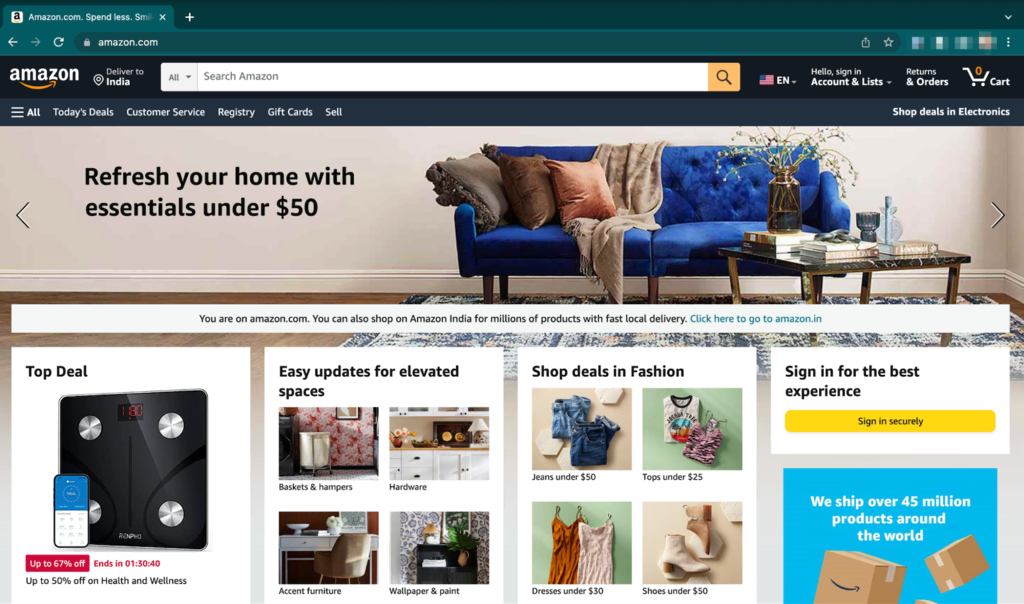 Amazon.com. Spend less. Smil
amazon.com
amazon
Deliver to
India
All
Search Amazon
EN
Hello, sign in
Account & Lists
Returns
& Orders
0
Cart
All
Today's Deals
Customer Service
Registry
Gift Cards
Sell
Shop deals in Electronics
Refresh your home with
essentials under $50
You are on amazon.com. You can also shop on Amazon India for millions of products with fast local delivery. Click here to go to amazon.in
Top Deal
RENPHO
Up to 67% off
Ends in 01:30:40
Up to 50% off on Health and Wellness
Easy updates for elevated
spaces
Baskets & hampers
Hardware
Accent furniture
Wallpaper & paint
Shop deals in Fashion
Jeans under $50
Tops under $25
Dresses under $30
Shoes under $50
Sign in for the best
experience
Sign in securely
We ship over 45 million
products around
the world